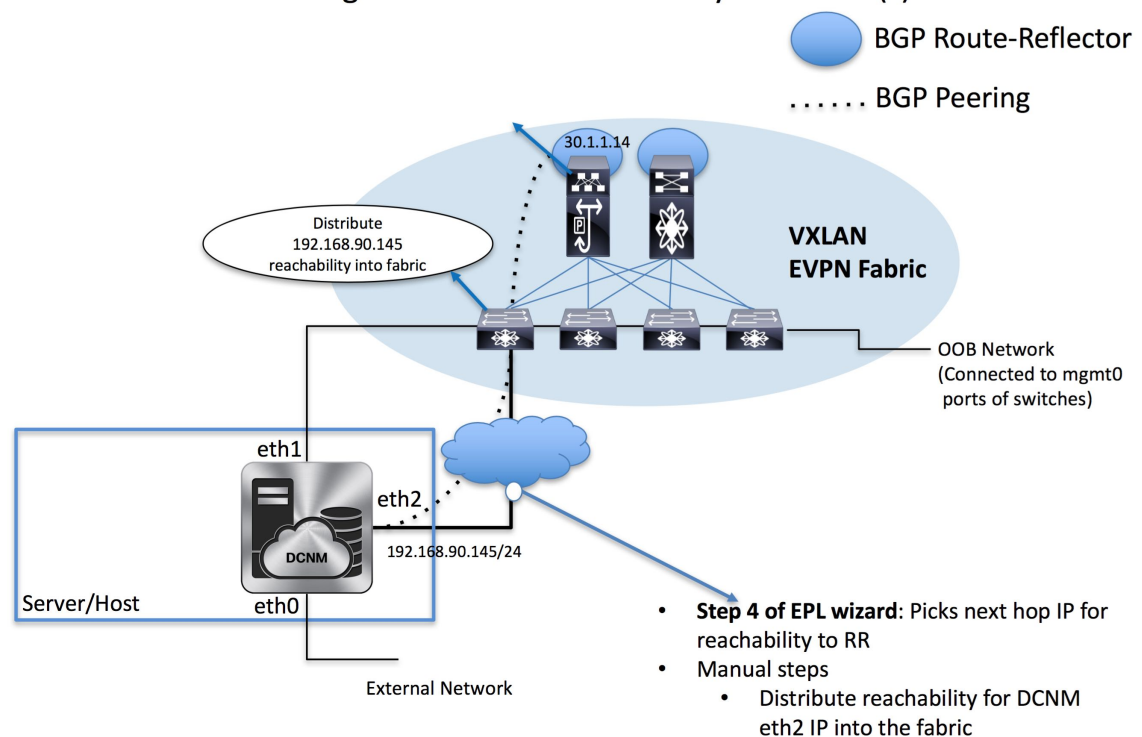 BGP Route-Reflector
BGP Peering
30.1.1.14
Distribute
192.168.90.145
reachability into fabric
VXLAN
EVPN Fabric
P
OOB Network
(Connected to mgmt0
ports of switches)
eth1
eth2
DCNM
192.168.90.145/24
Server/Host
eth0
External Network
• Step 4 of EPL wizard: Picks next hop IP for
reachability to RR
• Manual steps
• Distribute reachability for DCNM
eth2 IP into the fabric